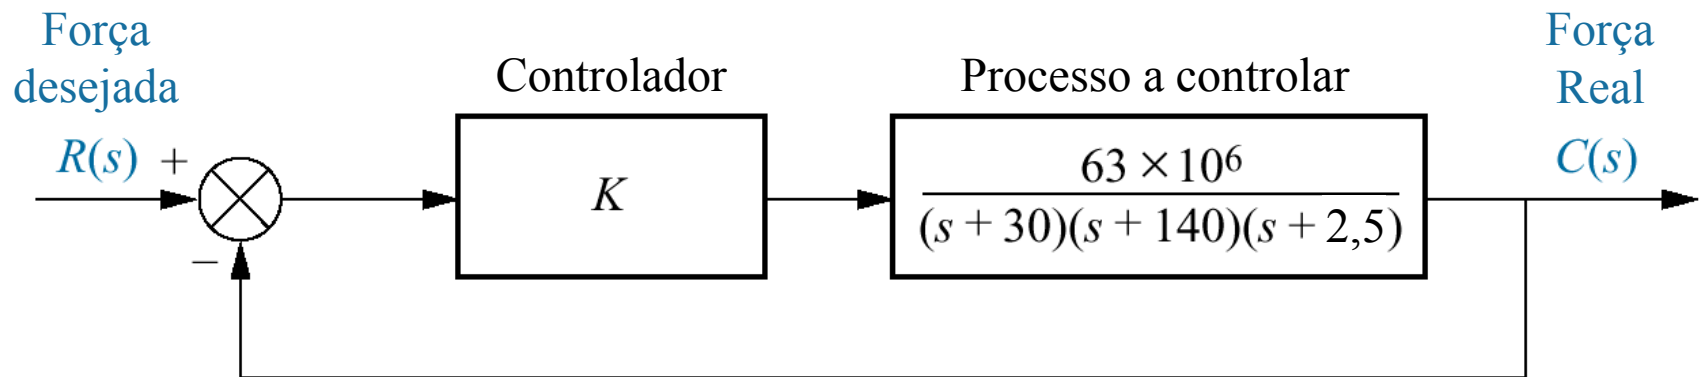 Força
desejada
R(s) +
−
Controlador
K
Processo a controlar
63 × 10⁶
(s + 30)(s + 140)(s + 2,5)
Força
Real
C(s)